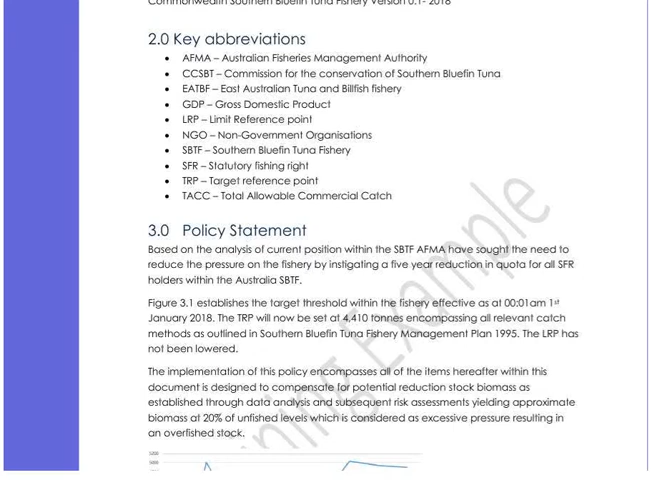 Commonwealth Southern Bluefin Tuna Fishery Version 0.1- 2018
2.0 Key abbreviations
• AFMA – Australian Fisheries Management Authority
• CCSBT – Commission for the conservation of Southern Bluefin Tuna
• EATBF – East Australian Tuna and Billfish fishery
• GDP – Gross Domestic Product
• LRP – Limit Reference point
• NGO – Non-Government Organisations
• SBTF – Southern Bluefin Tuna Fishery
• SFR – Statutory fishing right
• TRP – Target reference point
• TACC – Total Allowable Commercial Catch
3.0 Policy Statement
Based on the analysis of current position within the SBTF AFMA have sought the need to
reduce the pressure on the fishery by instigating a five year reduction in quota for all SFR
holders within the Australia SBTF.
Figure 3.1 establishes the target threshold within the fishery effective as at 00:01am 1st
January 2018. The TRP will now be set at 4,410 tonnes encompassing all relevant catch
methods as outlined in Southern Bluefin Tuna Fishery Management Plan 1995. The LRP has
not been lowered.
The implementation of this policy encompasses all of the items hereafter within this
document is designed to compensate for potential reduction stock biomass as
established through data analysis and subsequent risk assessments yielding approximate
biomass at 20% of unfished levels which is considered as excessive pressure resulting in
an overfished stock.
ning Example